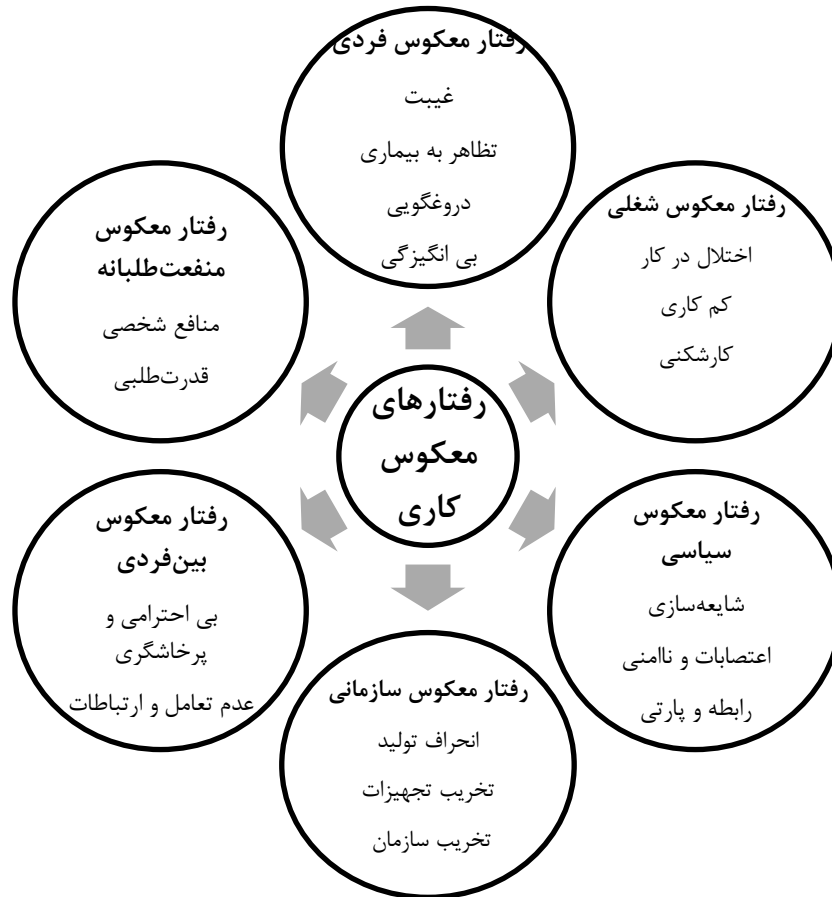 رفتار معکوس فردی
غیبت
تظاهر به بیماری
دروغگویی
بی انگیزگی
رفتار معکوس شغلی
اختلال در کار
کم کاری
کارشکنی
رفتار معکوس
سیاسی
شایعه‌سازی
اعتصابات و ناامنی
رابطه و پارتی
رفتار معکوس سازمانی
انحراف تولید
تخریب تجهیزات
تخریب سازمان
رفتار معکوس
بین‌فردی
بی احترامی و
پرخاشگری
عدم تعامل و ارتباطات
رفتار معکوس
منفعت‌طلبانه
منافع شخصی
قدرت‌طلبی
رفتارهای
معکوس
کاری